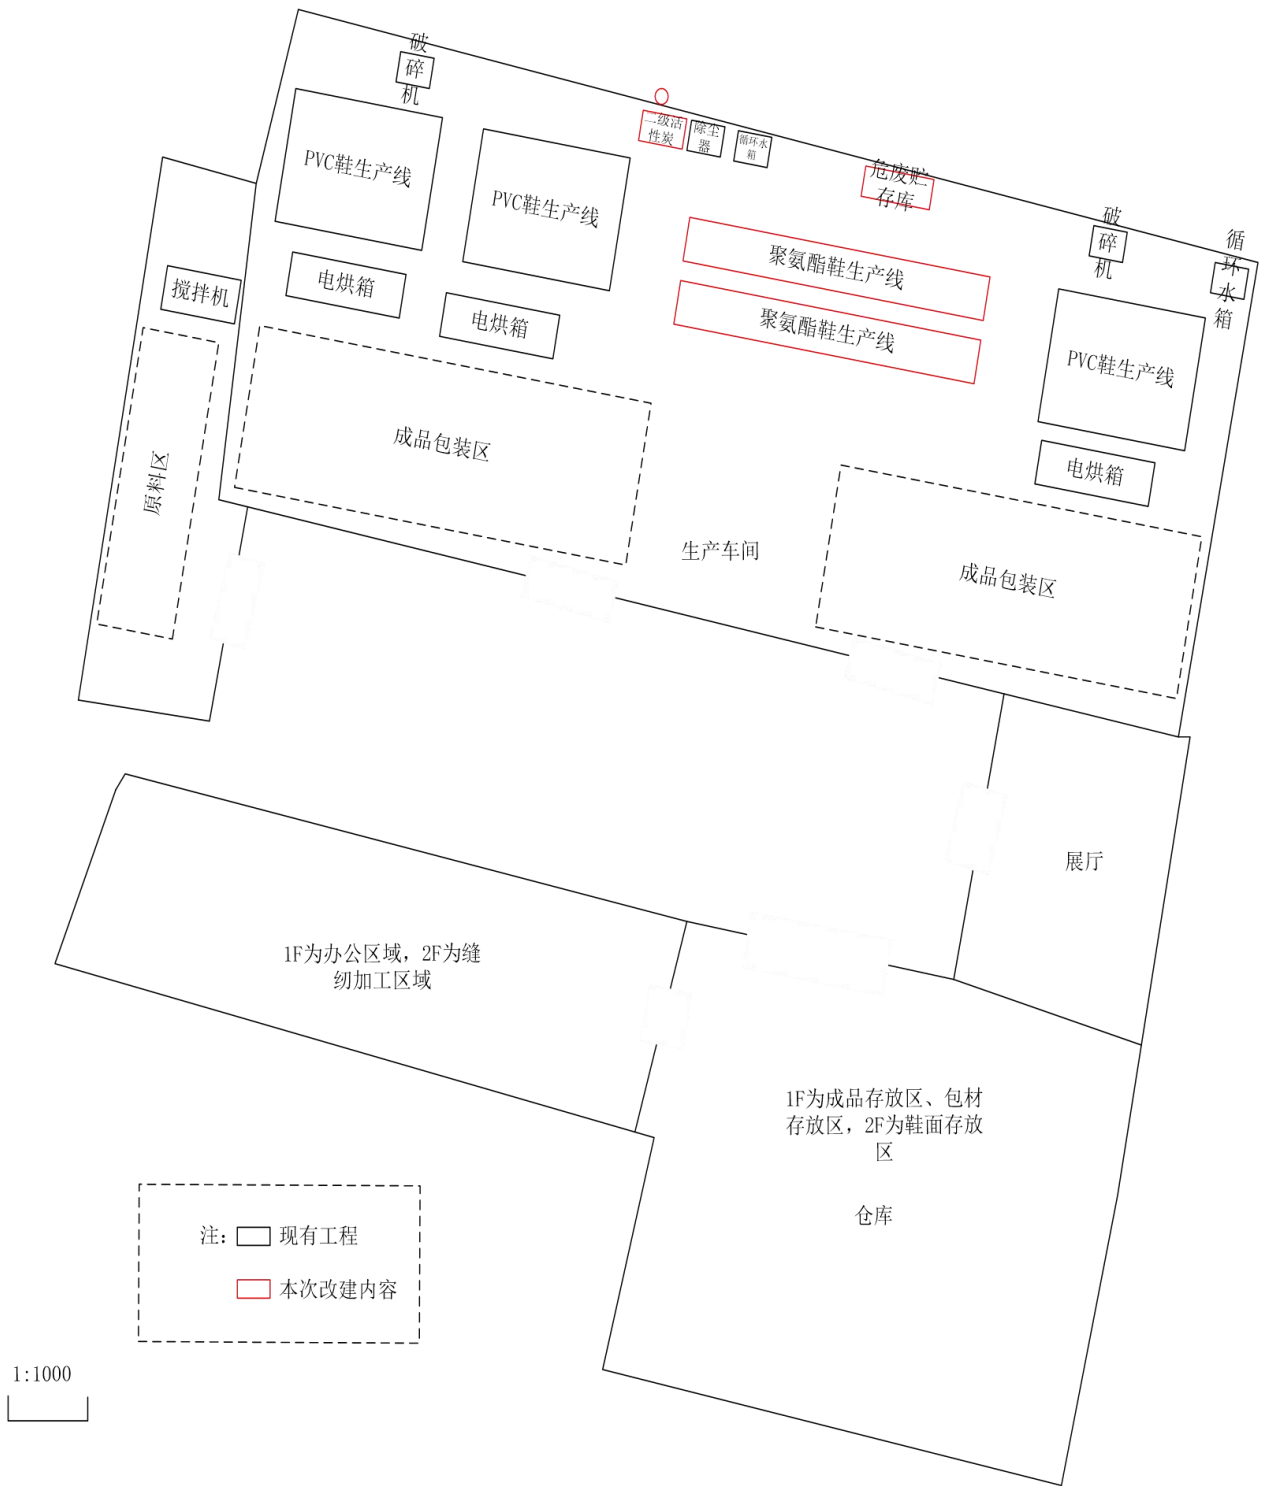 破
碎
机
PVC鞋生产线
PVC鞋生产线
二级活
性炭
除尘
器
循环水
箱
危废贮
存库
破
碎
机
循
环
水
箱
聚氨酯鞋生产线
聚氨酯鞋生产线
搅拌机
电烘箱
电烘箱
PVC鞋生产线
电烘箱
原料区
成品包装区
生产车间
成品包装区
展厅
1F为办公区域，2F为缝
纫加工区域
1F为成品存放区、包材
存放区，2F为鞋面存放
区
仓库
注：现有工程
本次改建内容
1:1000